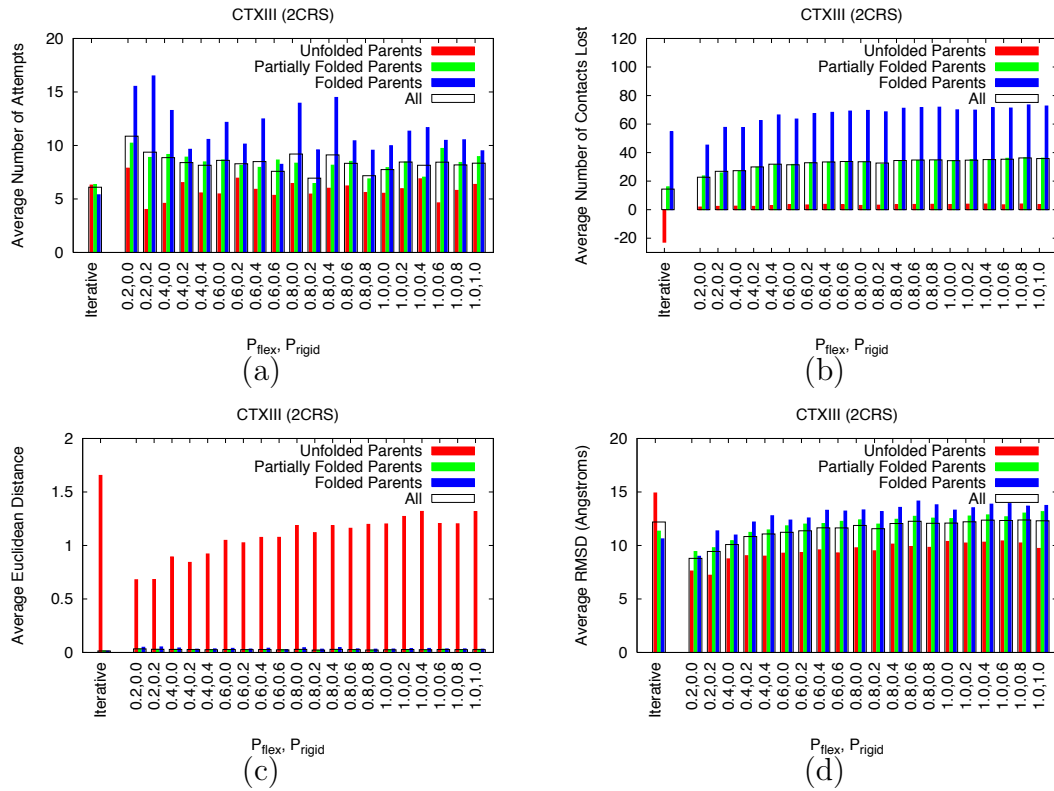 CTXIII (2CRS)
Average Number of Attempts
20
15
10
5
0
Unfolded Parents
Partially Folded Parents
Folded Parents
All
Iterative
0.2,0.0
0.2,0.2
0.4,0.0
0.4,0.2
0.4,0.4
0.6,0.0
0.6,0.2
0.6,0.4
0.6,0.6
0.8,0.0
0.8,0.2
0.8,0.4
0.8,0.6
0.8,0.8
1.0,0.0
1.0,0.2
1.0,0.4
1.0,0.6
1.0,0.8
1.0,1.0
Pflex, Prigid
(a)
CTXIII (2CRS)
Average Number of Contacts Lost
120
100
80
60
40
20
0
-20
Unfolded Parents
Partially Folded Parents
Folded Parents
All
Iterative
0.2,0.0
0.2,0.2
0.4,0.0
0.4,0.2
0.4,0.4
0.6,0.0
0.6,0.2
0.6,0.4
0.6,0.6
0.8,0.0
0.8,0.2
0.8,0.4
0.8,0.6
0.8,0.8
1.0,0.0
1.0,0.2
1.0,0.4
1.0,0.6
1.0,0.8
1.0,1.0
Pflex, Prigid
(b)
CTXIII (2CRS)
Average Euclidean Distance
2
1.5
1
0.5
0
Unfolded Parents
Partially Folded Parents
Folded Parents
All
Iterative
0.2,0.0
0.2,0.2
0.4,0.0
0.4,0.2
0.4,0.4
0.6,0.0
0.6,0.2
0.6,0.4
0.6,0.6
0.8,0.0
0.8,0.2
0.8,0.4
0.8,0.6
0.8,0.8
1.0,0.0
1.0,0.2
1.0,0.4
1.0,0.6
1.0,0.8
1.0,1.0
Pflex, Prigid
(c)
CTXIII (2CRS)
Average RMSD (Angstroms)
20
15
10
5
0
Unfolded Parents
Partially Folded Parents
Folded Parents
All
Iterative
0.2,0.0
0.2,0.2
0.4,0.0
0.4,0.2
0.4,0.4
0.6,0.0
0.6,0.2
0.6,0.4
0.6,0.6
0.8,0.0
0.8,0.2
0.8,0.4
0.8,0.6
0.8,0.8
1.0,0.0
1.0,0.2
1.0,0.4
1.0,0.6
1.0,0.8
1.0,1.0
Pflex, Prigid
(d)